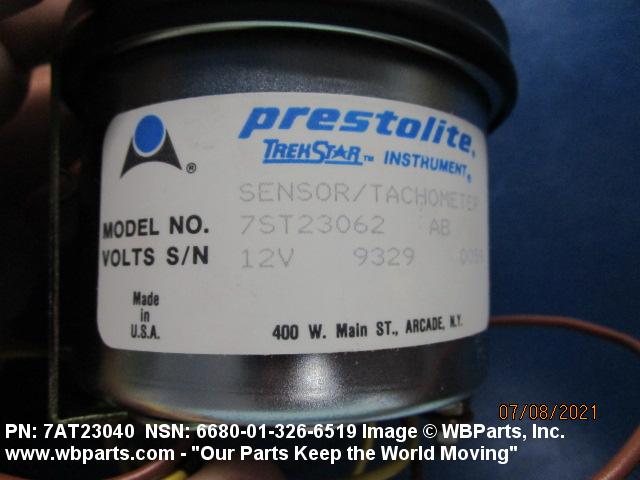 prestolite®
TREKSTAR™ INSTRUMENT®
®
SENSOR/TACHOMETER
MODEL NO. 7ST23062 AB
VOLTS S/N 12V 9329
Made
in
U.S.A.
400 W. Main ST., ARCADE, N.Y.
07/08/2021
PN: 7AT23040 NSN: 6680-01-326-6519 Image © WBParts, Inc.
www.wbparts.com - "Our Parts Keep the World Moving"